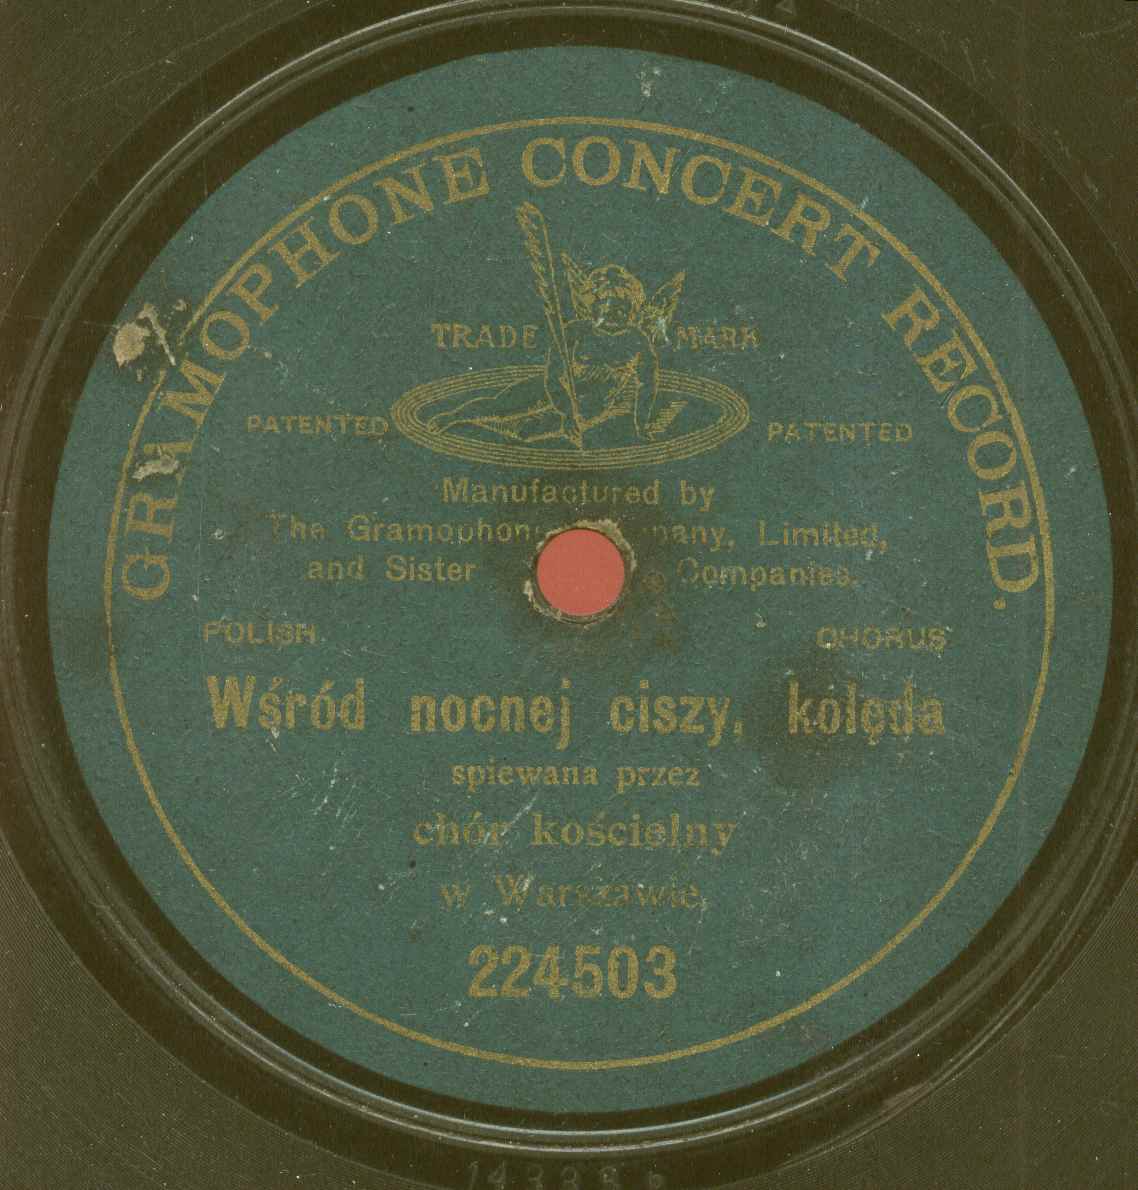 GRAMOPHONE CONCERT RECORD.
TRADE MARK
PATENTED PATENTED
Manufactured by
The Gramophone Limited,
and Sister Companies.
POLISH CHORUS
Wśród nocnej ciszy, kolęda
spiewana przez
chór kościelny
w Warszawie.
224503